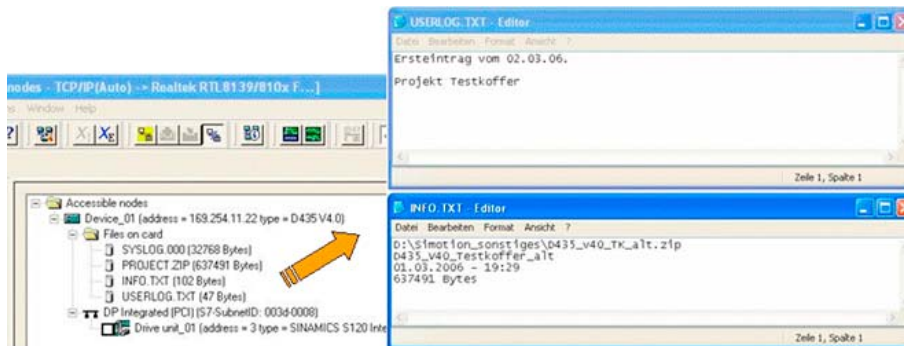 USERLOG.TXT - Editor
Datei Bearbeiten Format Ansicht ?
Ersteintrag vom 02.03.06.
Projekt Testkoffer
Zeile 1, Spalte 1
nodes - TCP/IP(Auto) -> Realtek RTL8139/810x F...]
Window Help
Accessible nodes
Device_01 (address = 169.254.11.22 type = D435 V4.0)
Files on card
SYSLOG.000 (32768 Bytes)
PROJECT.ZIP (637491 Bytes)
INFO.TXT (102 Bytes)
USERLOG.TXT (47 Bytes)
DP Integrated [PCI] (S7-SubnetID: 003d-0008)
Drive unit_01 (address = 3 type = SINAMICS S120 Inte
INFO.TXT - Editor
Datei Bearbeiten Format Ansicht ?
D:\Simotion_sonstiges\D435_v40_TK_alt.zip
D435_v40_Testkoffer_alt
01.03.2006 - 19:29
637491 Bytes
Zeile 1, Spalte 1